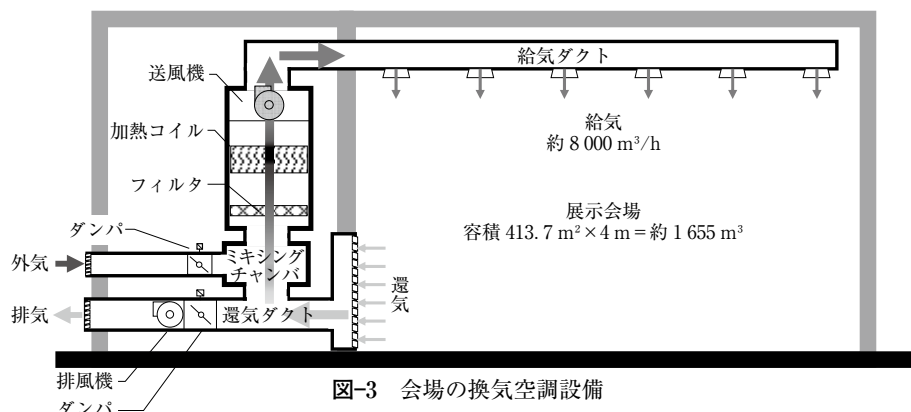 給気ダクト
送風機
加熱コイル
フィルタ
給気
約 8 000 m³/h
展示会場
容積 413.7 m²×4 m=約 1 655 m³
ダンパ
外気
ミキシング
チャンバ
還気
排気
還気ダクト
排風機
ダンパ
図-3 会場の換気空調設備